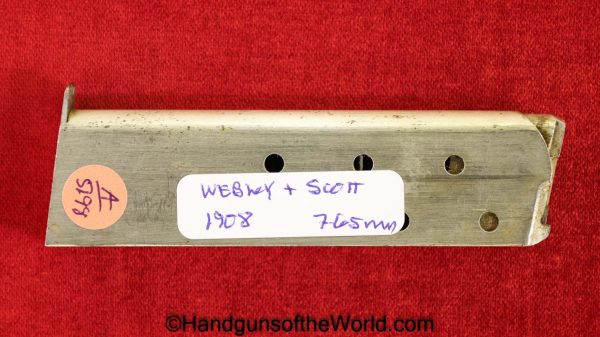 WEBLEY + SCOTT
1908 7.65mm
©HandgunsoftheWorld.com